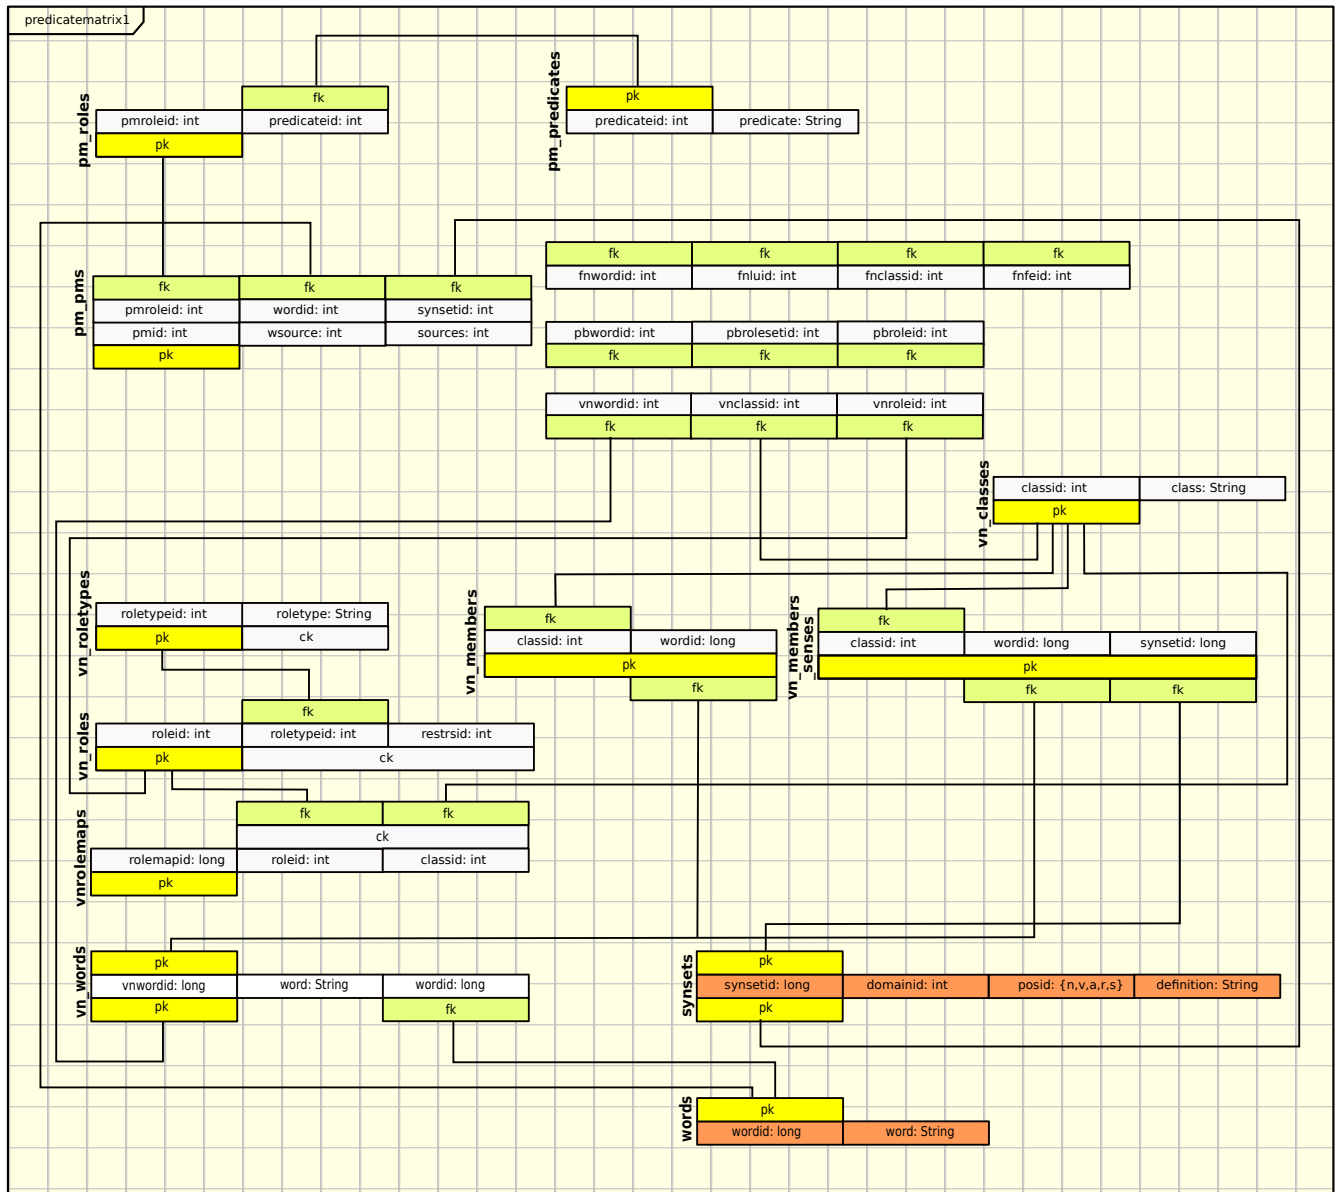 predicatematrix1
pm_roles
fk
pmroleid: int predicateid: int
pk
pm_predicates
pk
predicateid: int predicate: String
pm_pms
fk fk fk
pmroleid: int wordid: int synsetid: int
pmid: int wsource: int sources: int
pk
fk fk fk fk
fnwordid: int fnluid: int fnclassid: int fnfeid: int
pbwordid: int pbrolesetid: int pbroleid: int
fk fk fk
vnwordid: int vnclassid: int vnroleid: int
fk fk fk
vn_classes
classid: int class: String
pk
vn_roletypes
roletypeid: int roletype: String
pk ck
vn_members
fk
classid: int wordid: long
pk
fk
vn_members
_senses
fk
classid: int wordid: long synsetid: long
pk
fk fk
vn_roles
fk
roleid: int roletypeid: int restrsid: int
pk ck
vnrolemaps
fk fk
ck
rolemapid: long roleid: int classid: int
pk
vn_words
pk
vnwordid: long word: String wordid: long
pk fk
synsets
pk
synsetid: long domainid: int posid: {n,v,a,r,s} definition: String
pk
words
pk
wordid: long word: String